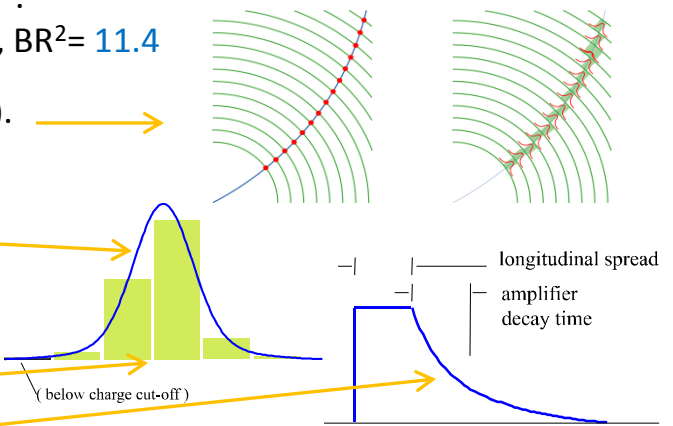 , BR²= 11.4
).
longitudinal spread
amplifier
decay time
( below charge cut-off )